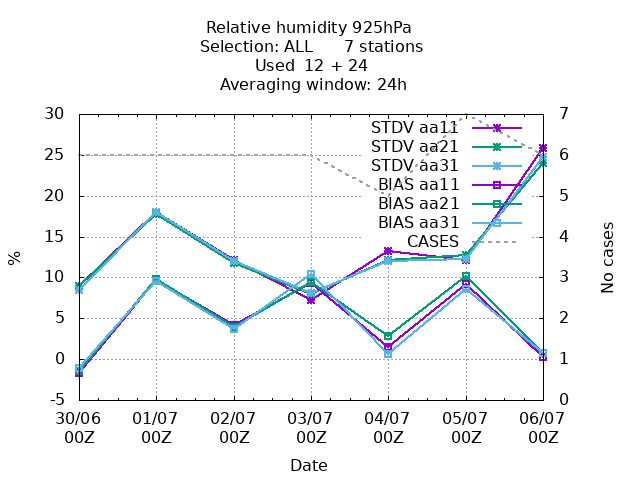 Relative humidity 925hPa
Selection: ALL      7 stations
Used  12 + 24
Averaging window: 24h
30 7
STDV aa11
STDV aa21
25 STDV aa31 6
BIAS aa11
20 BIAS aa21 5
BIAS aa31
15 CASES 4
% No cases
10 3
5 2
0 1
-5 0
30/06 01/07 02/07 03/07 04/07 05/07 06/07
00Z 00Z 00Z 00Z 00Z 00Z 00Z
Date